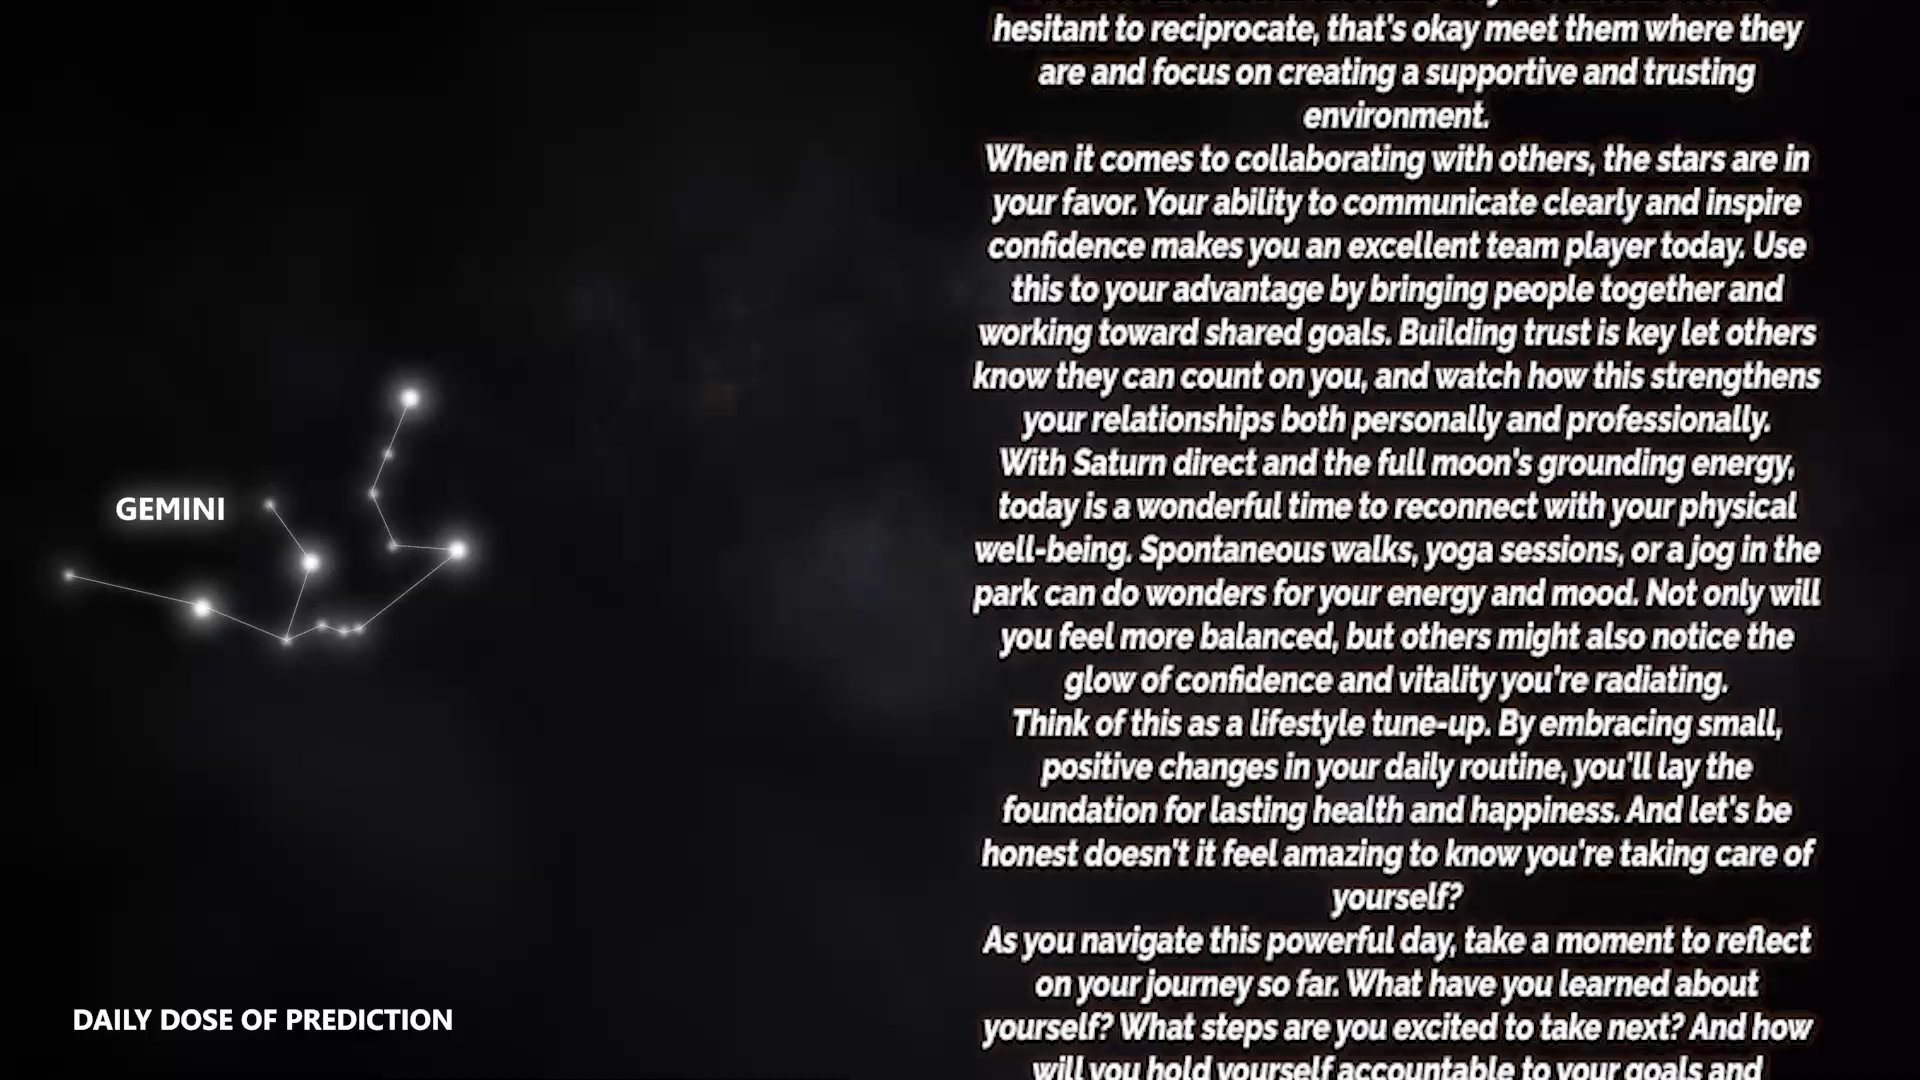 hesitant to reciprocate, that's okay meet them where they
are and focus on creating a supportive and trusting
environment.
When it comes to collaborating with others, the stars are in
your favor. Your ability to communicate clearly and inspire
confidence makes you an excellent team player today. Use
this to your advantage by bringing people together and
working toward shared goals. Building trust is key let others
know they can count on you, and watch how this strengthens
your relationships both personally and professionally.
With Saturn direct and the full moon's grounding energy,
today is a wonderful time to reconnect with your physical
well-being. Spontaneous walks, yoga sessions, or a jog in the
park can do wonders for your energy and mood. Not only will
you feel more balanced, but others might also notice the
glow of confidence and vitality you're radiating.
Think of this as a lifestyle tune-up. By embracing small,
positive changes in your daily routine, you'll lay the
foundation for lasting health and happiness. And let's be
honest doesn't it feel amazing to know you're taking care of
yourself?
As you navigate this powerful day, take a moment to reflect
on your journey so far. What have you learned about
yourself? What steps are you excited to take next? And how
will you hold yourself accountable to your goals and
GEMINI
DAILY DOSE OF PREDICTION